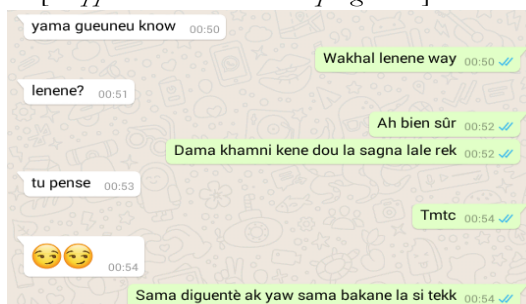 yama gueuneu know 00:50
Wakhal lenene way 00:50
lenene? 00:51
Ah bien sûr 00:52
Dama khamni kene dou la sagna lale rek 00:52
tu pense 00:53
Tmtc 00:54
😏😏 00:54
Sama diguentè ak yaw sama bakane la si tekk 00:54